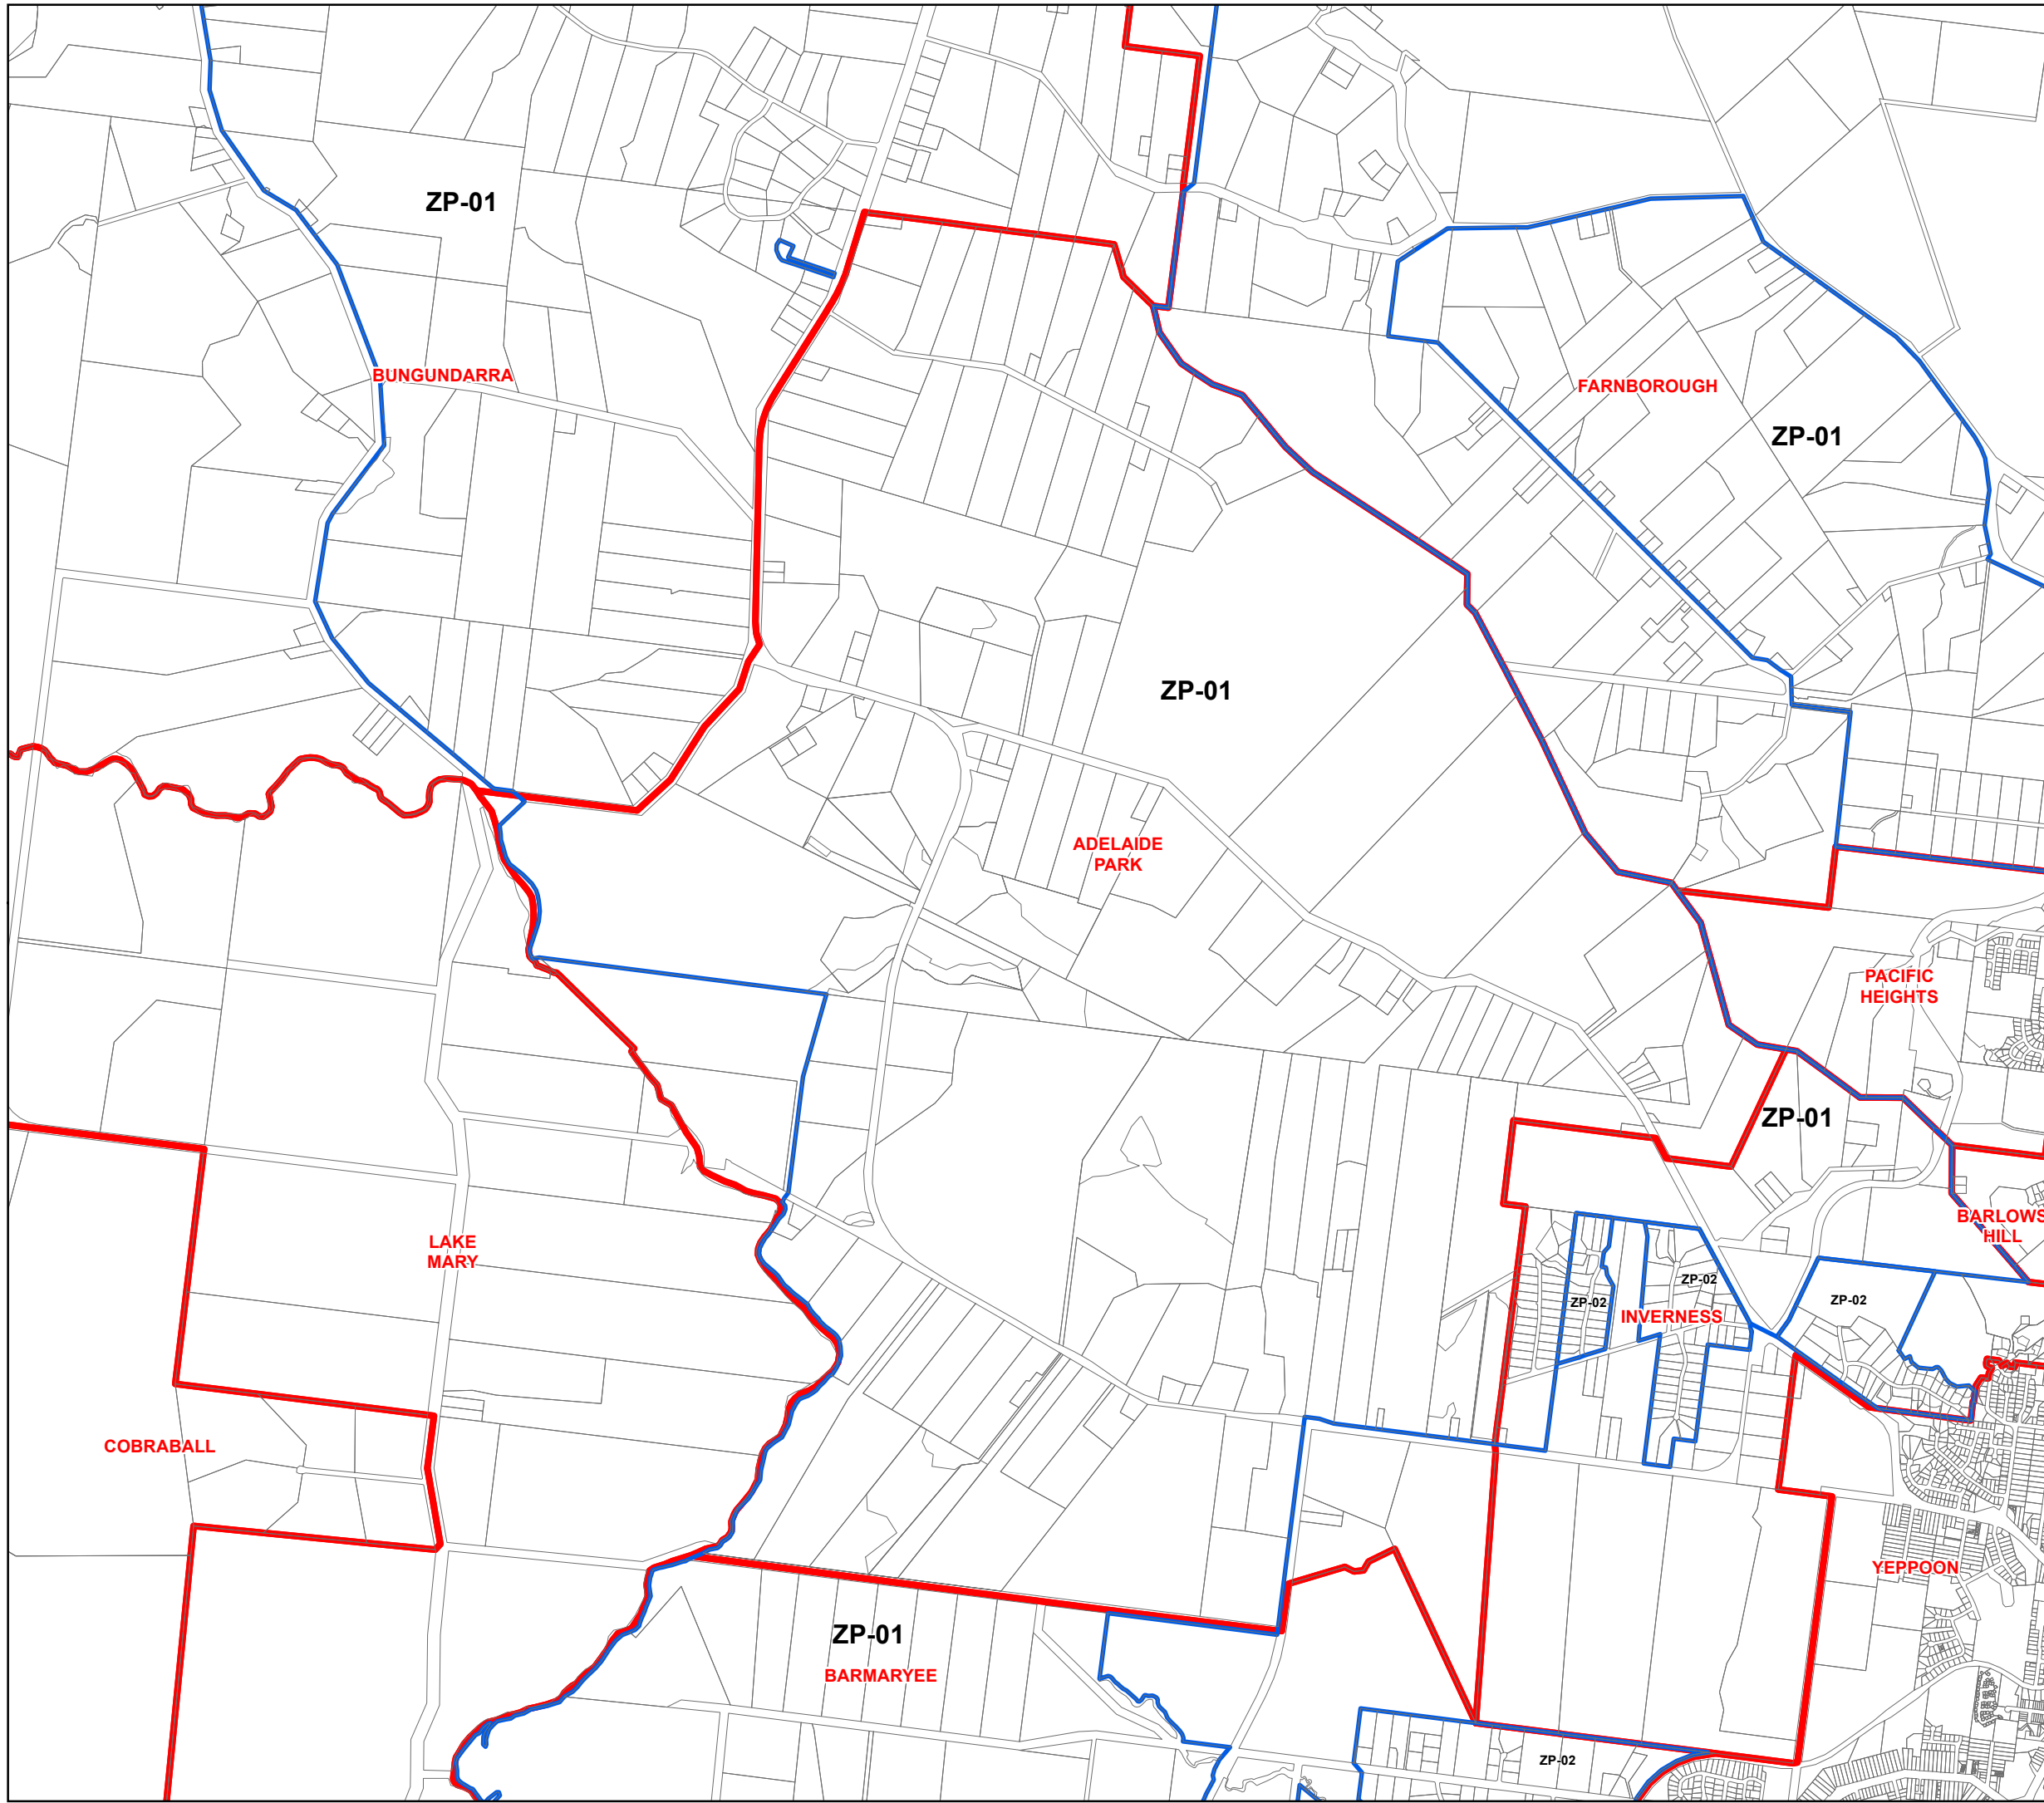 ZP-01
BUNGUNDARRA
FARNBOROUGH
ZP-01
ZP-01
ADELAIDE
PARK
PACIFIC
HEIGHTS
ZP-01
BARLOWS
HILL
LAKE
MARY
ZP-02
ZP-02
ZP-02
INVERNESS
COBRABALL
YEPPOON
ZP-01
BARMARYEE
ZP-02